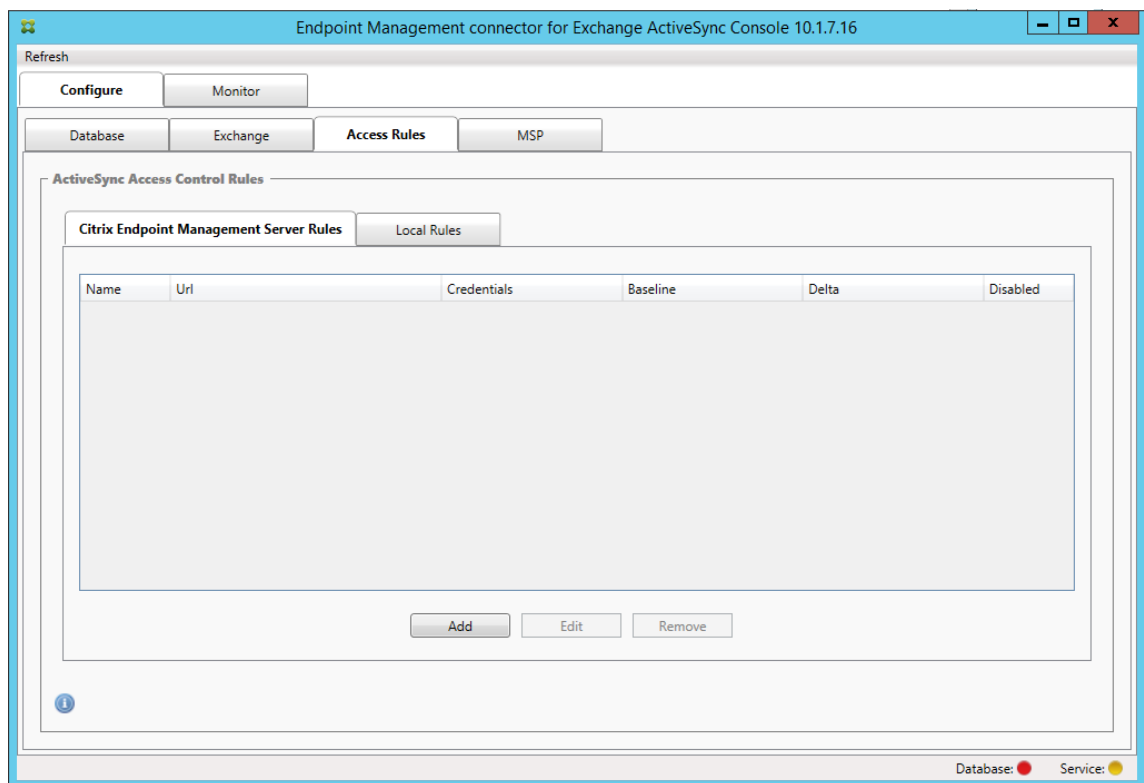 Endpoint Management connector for Exchange ActiveSync Console 10.1.7.16
Refresh
Configure Monitor
Database Exchange Access Rules MSP
ActiveSync Access Control Rules
Citrix Endpoint Management Server Rules Local Rules
Name Url Credentials Baseline Delta Disabled
Add Edit Remove
Database: Service: